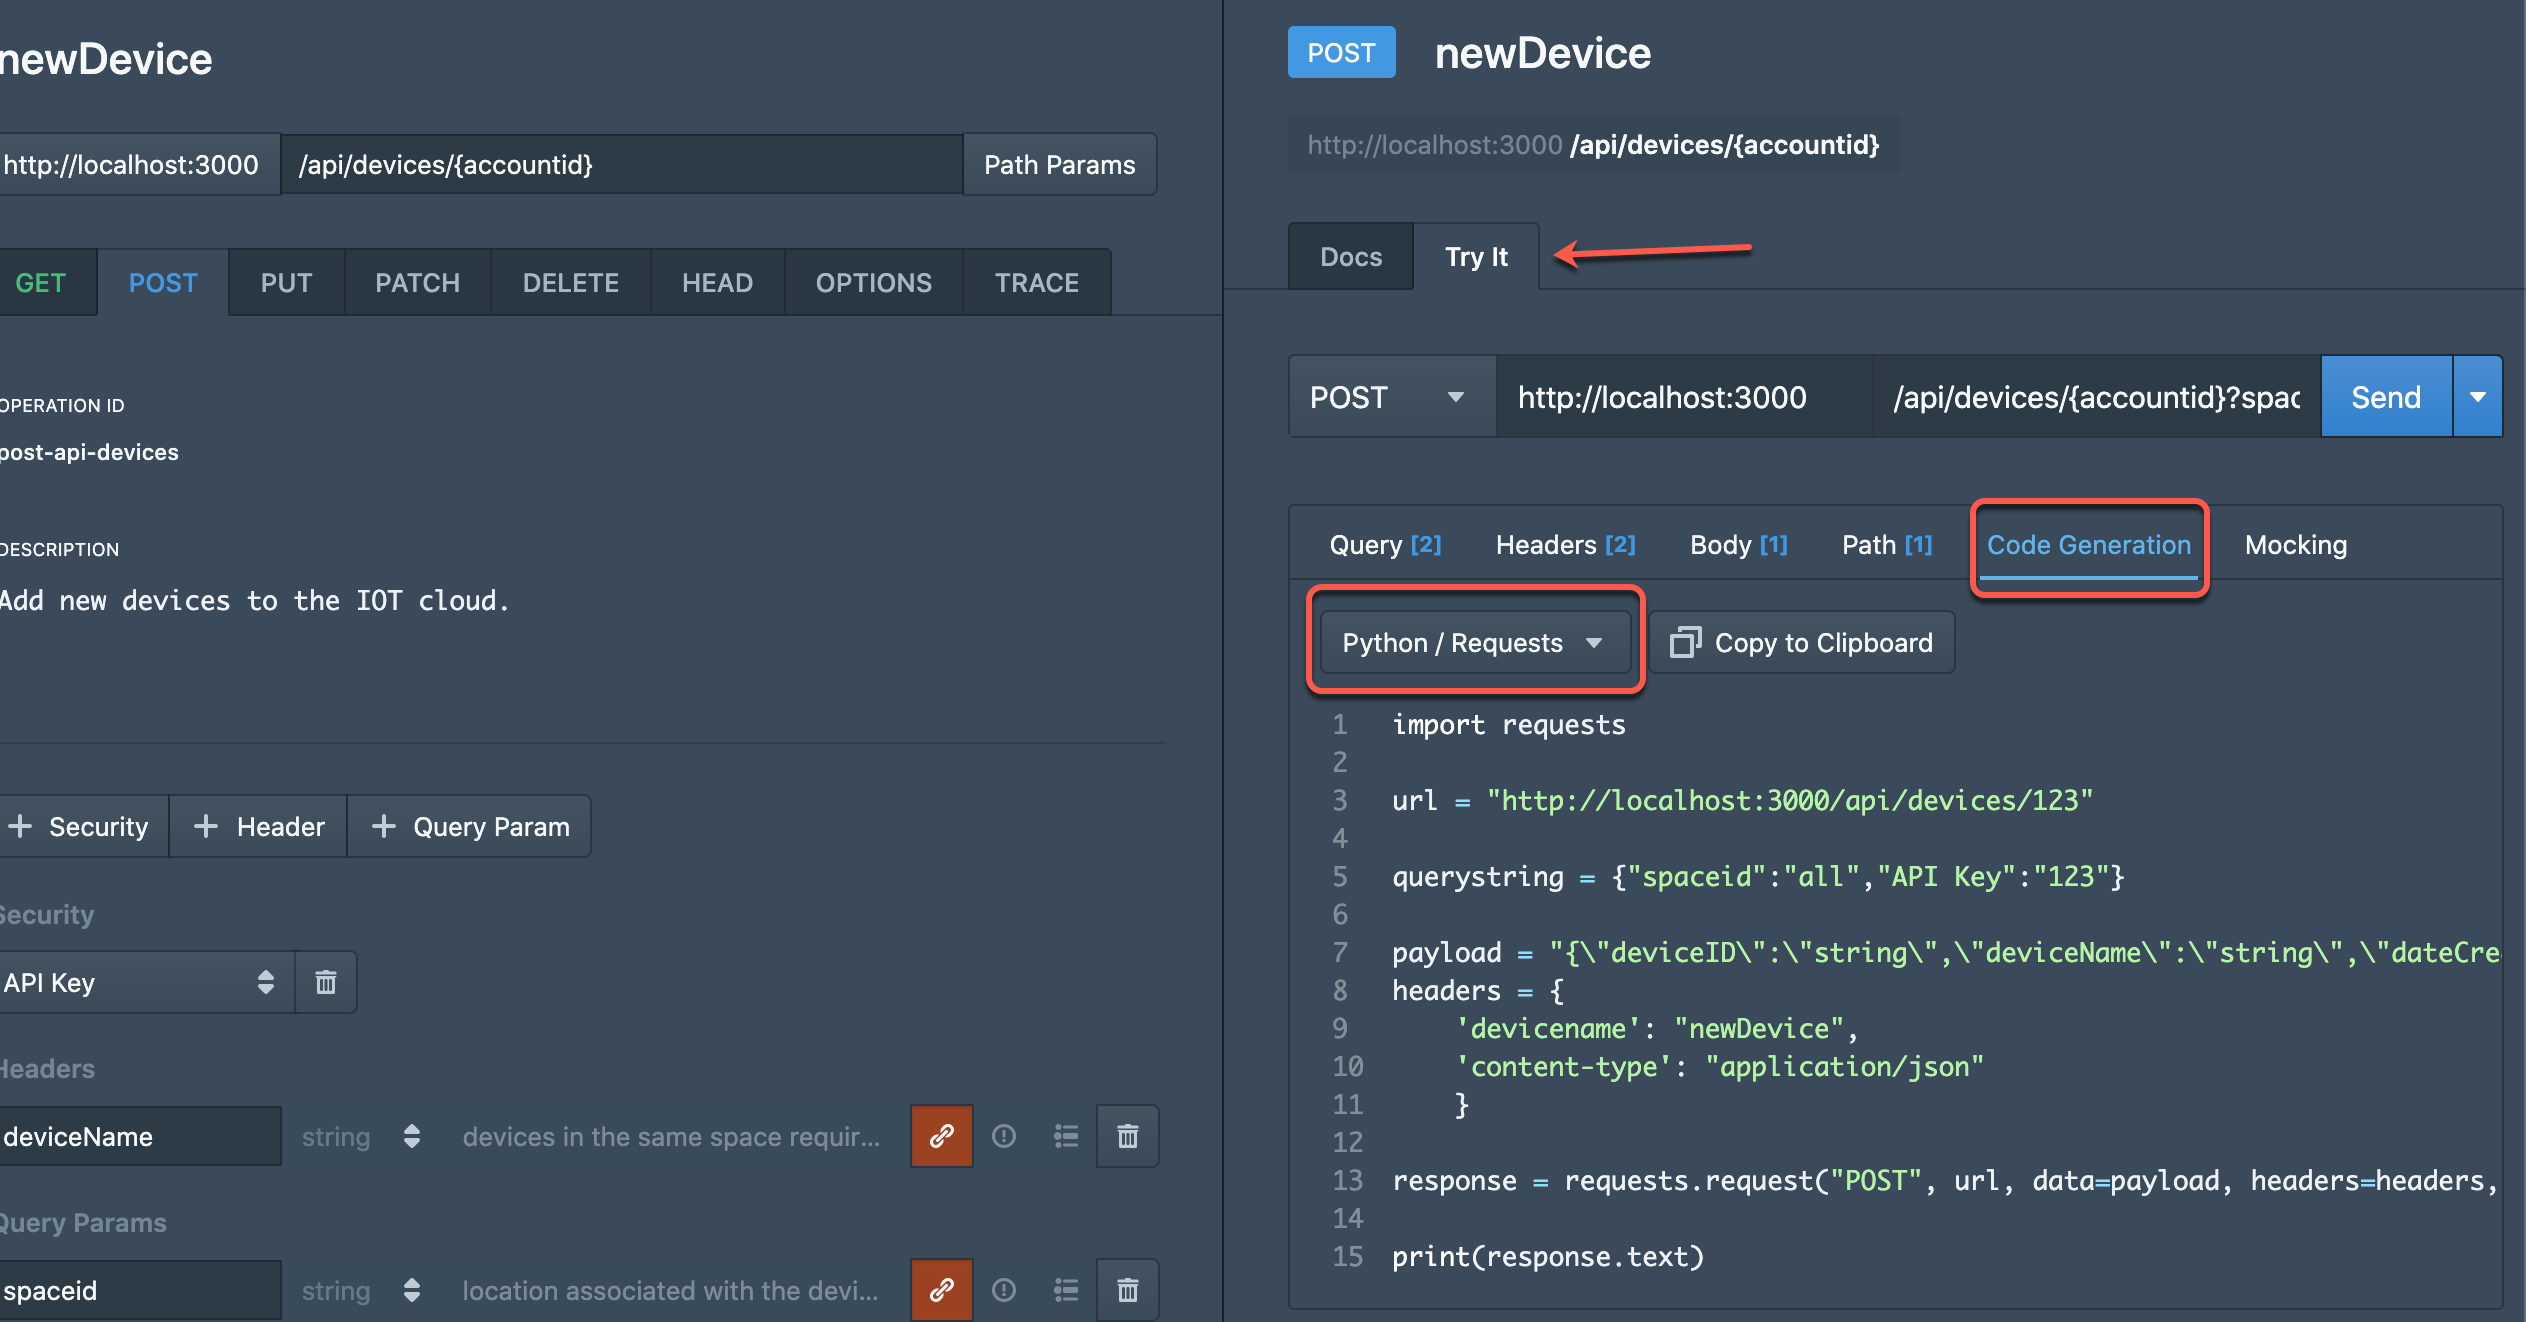 newDevice
http://localhost:3000 /api/devices/{accountid} Path Params
GET POST PUT PATCH DELETE HEAD OPTIONS TRACE
OPERATION ID
post-api-devices
DESCRIPTION
Add new devices to the IOT cloud.
+ Security + Header + Query Param
Security
API Key
Headers
deviceName string devices in the same space requir...
Query Params
spaceid string location associated with the devi...
POST newDevice
http://localhost:3000 /api/devices/{accountid}
Docs Try It
POST http://localhost:3000 /api/devices/{accountid}?spac Send
Query [2] Headers [2] Body [1] Path [1] Code Generation Mocking
Python / Requests Copy to Clipboard
1 import requests
2
3 url = "http://localhost:3000/api/devices/123"
4
5 querystring = {"spaceid":"all","API Key":"123"}
6
7 payload = "{\"deviceID\":\"string\",\"deviceName\":\"string\",\"dateCre
8 headers = {
9 'devicename': "newDevice",
10 'content-type': "application/json"
11 }
12
13 response = requests.request("POST", url, data=payload, headers=headers,
14
15 print(response.text)